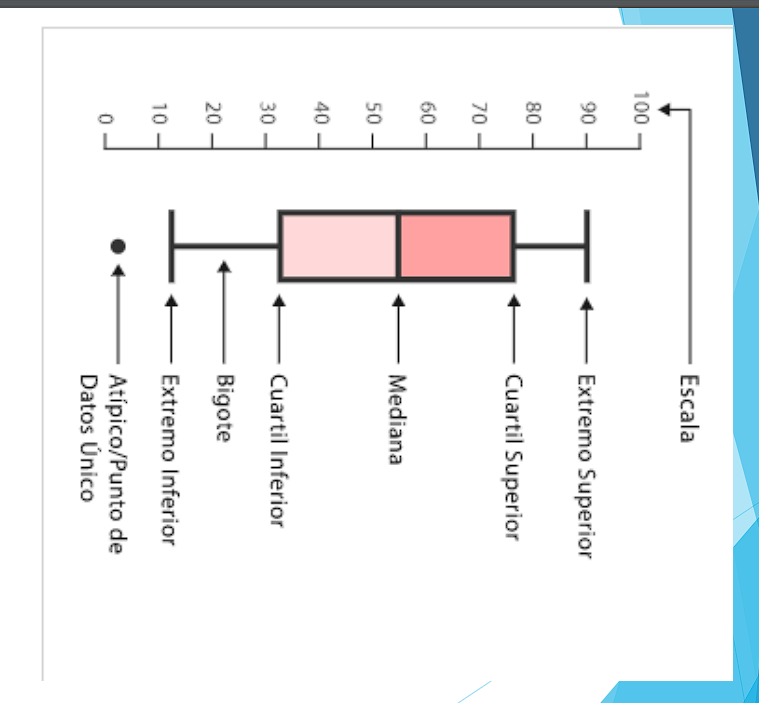 Escala
100
90
80
70
60
50
40
30
20
10
0
Extremo Superior
Cuartil Superior
Mediana
Cuartil Inferior
Bigote
Extremo Inferior
Atípico/Punto de
Datos Único